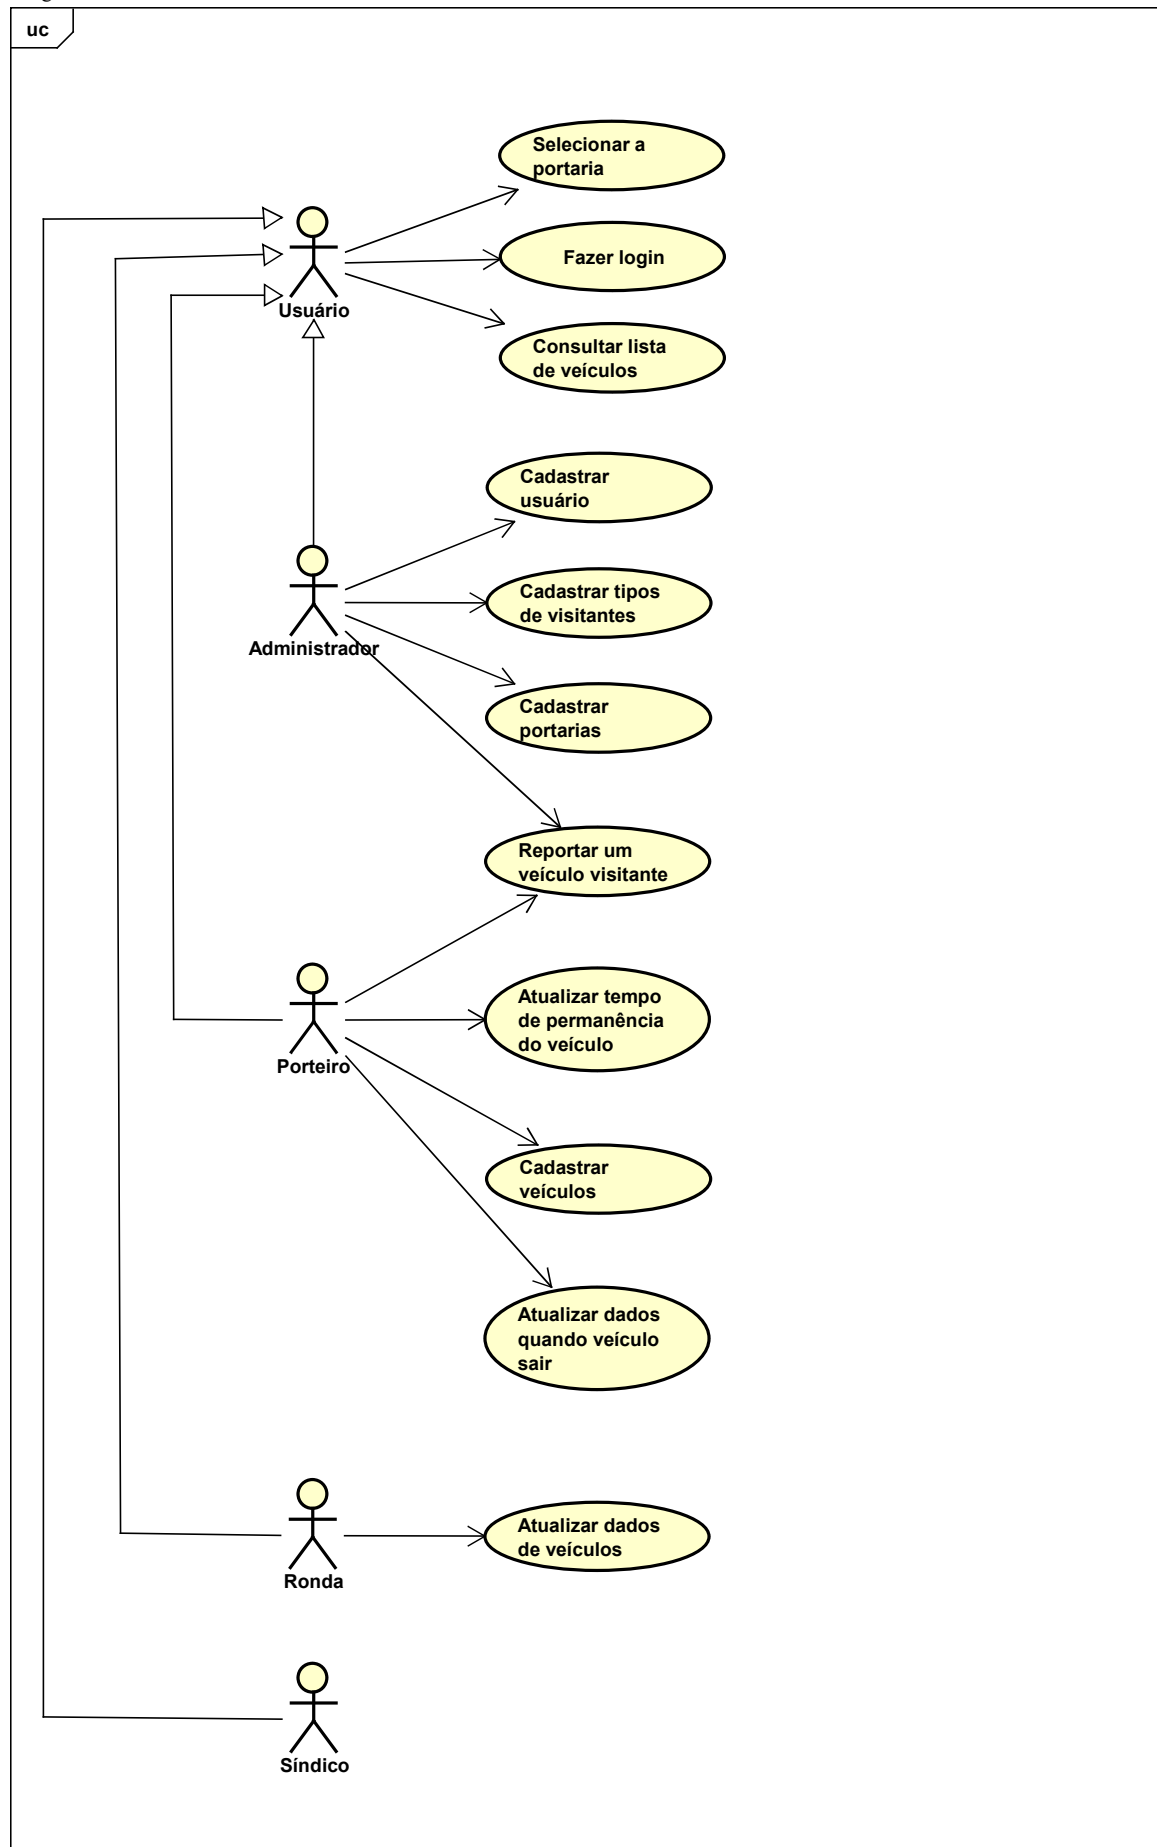 uc
Selecionar a
portaria
Fazer login
Usuário
Consultar lista
de veículos
Cadastrar
usuário
Cadastrar tipos
de visitantes
Administrador
Cadastrar
portarias
Reportar um
veículo visitante
Atualizar tempo
de permanência
do veículo
Porteiro
Cadastrar
veículos
Atualizar dados
quando veículo
sair
Atualizar dados
de veículos
Ronda
Síndico